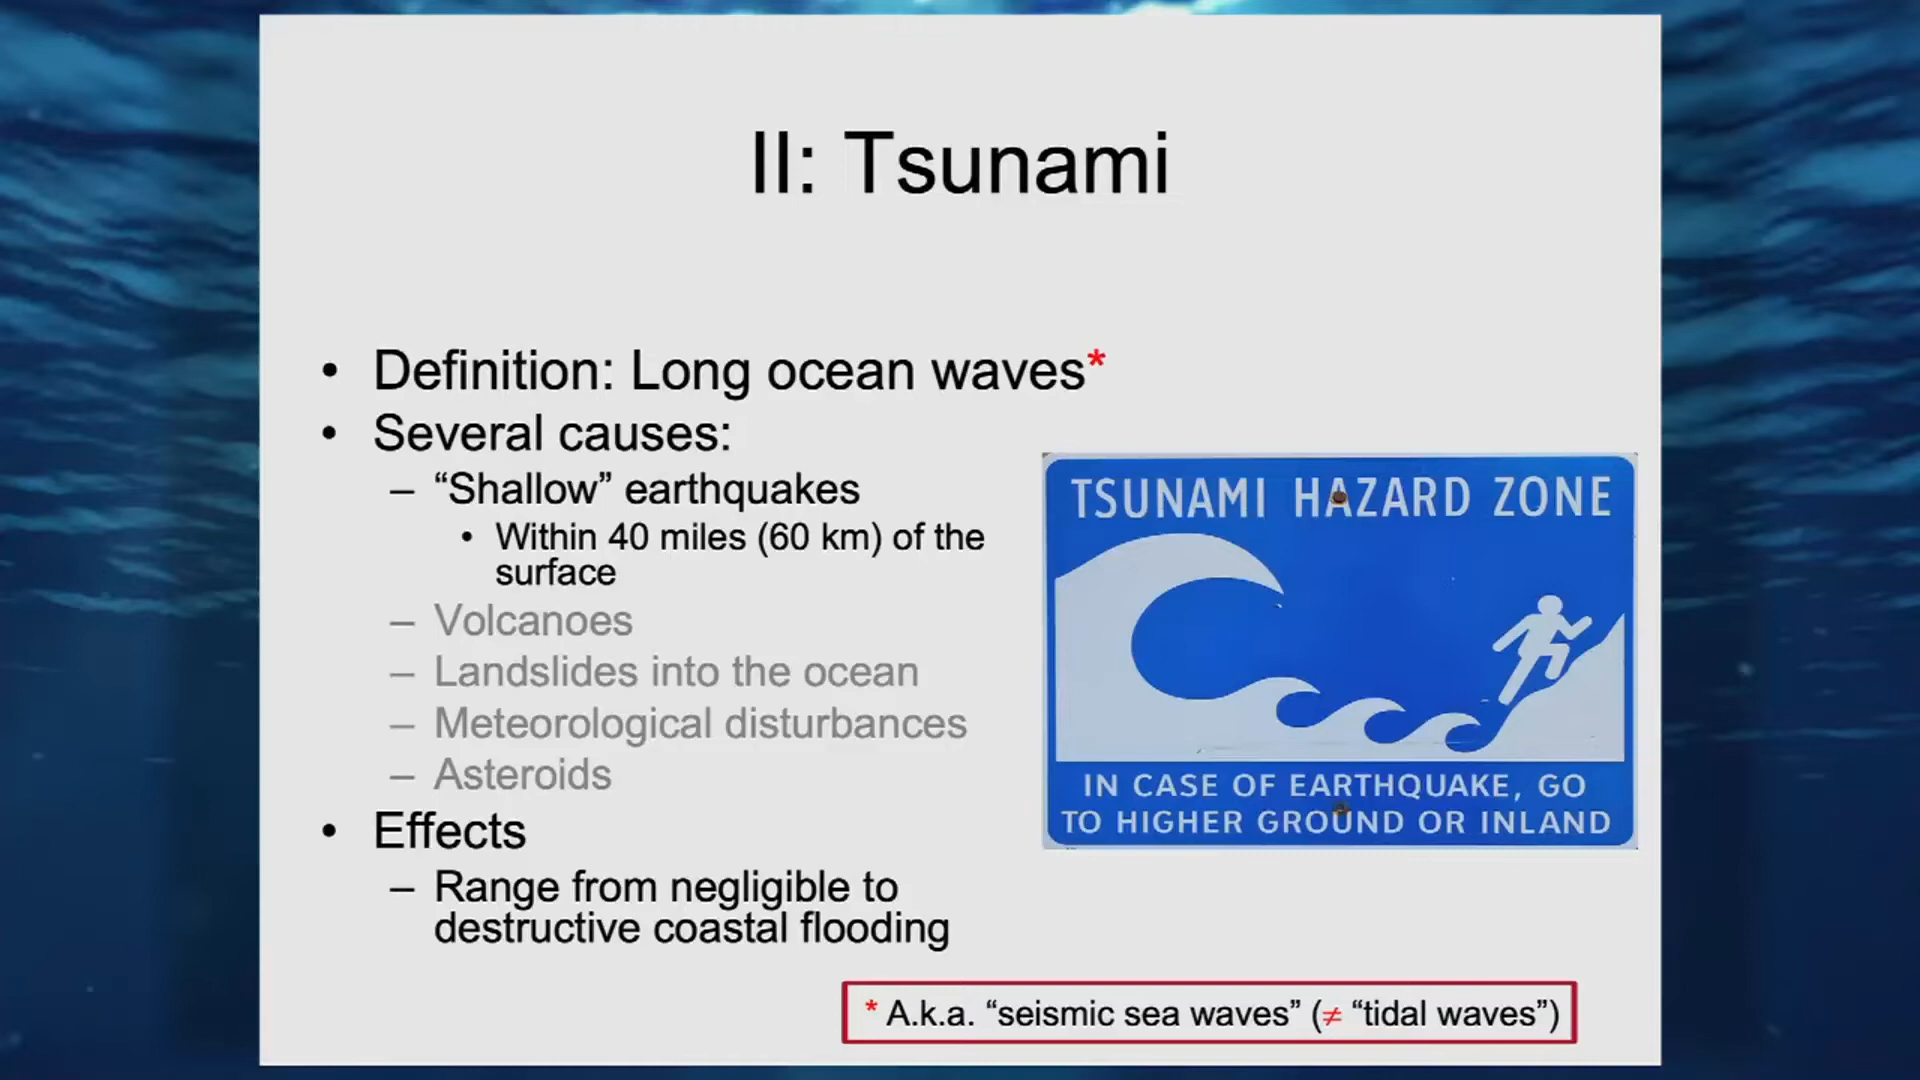 II: Tsunami
• Definition: Long ocean waves*
• Several causes:
– “Shallow” earthquakes
• Within 40 miles (60 km) of the
surface
– Volcanoes
– Landslides into the ocean
– Meteorological disturbances
– Asteroids
• Effects
– Range from negligible to
destructive coastal flooding
TSUNAMI HAZARD ZONE
IN CASE OF EARTHQUAKE, GO
TO HIGHER GROUND OR INLAND
* A.k.a. “seismic sea waves” (≠ “tidal waves”)